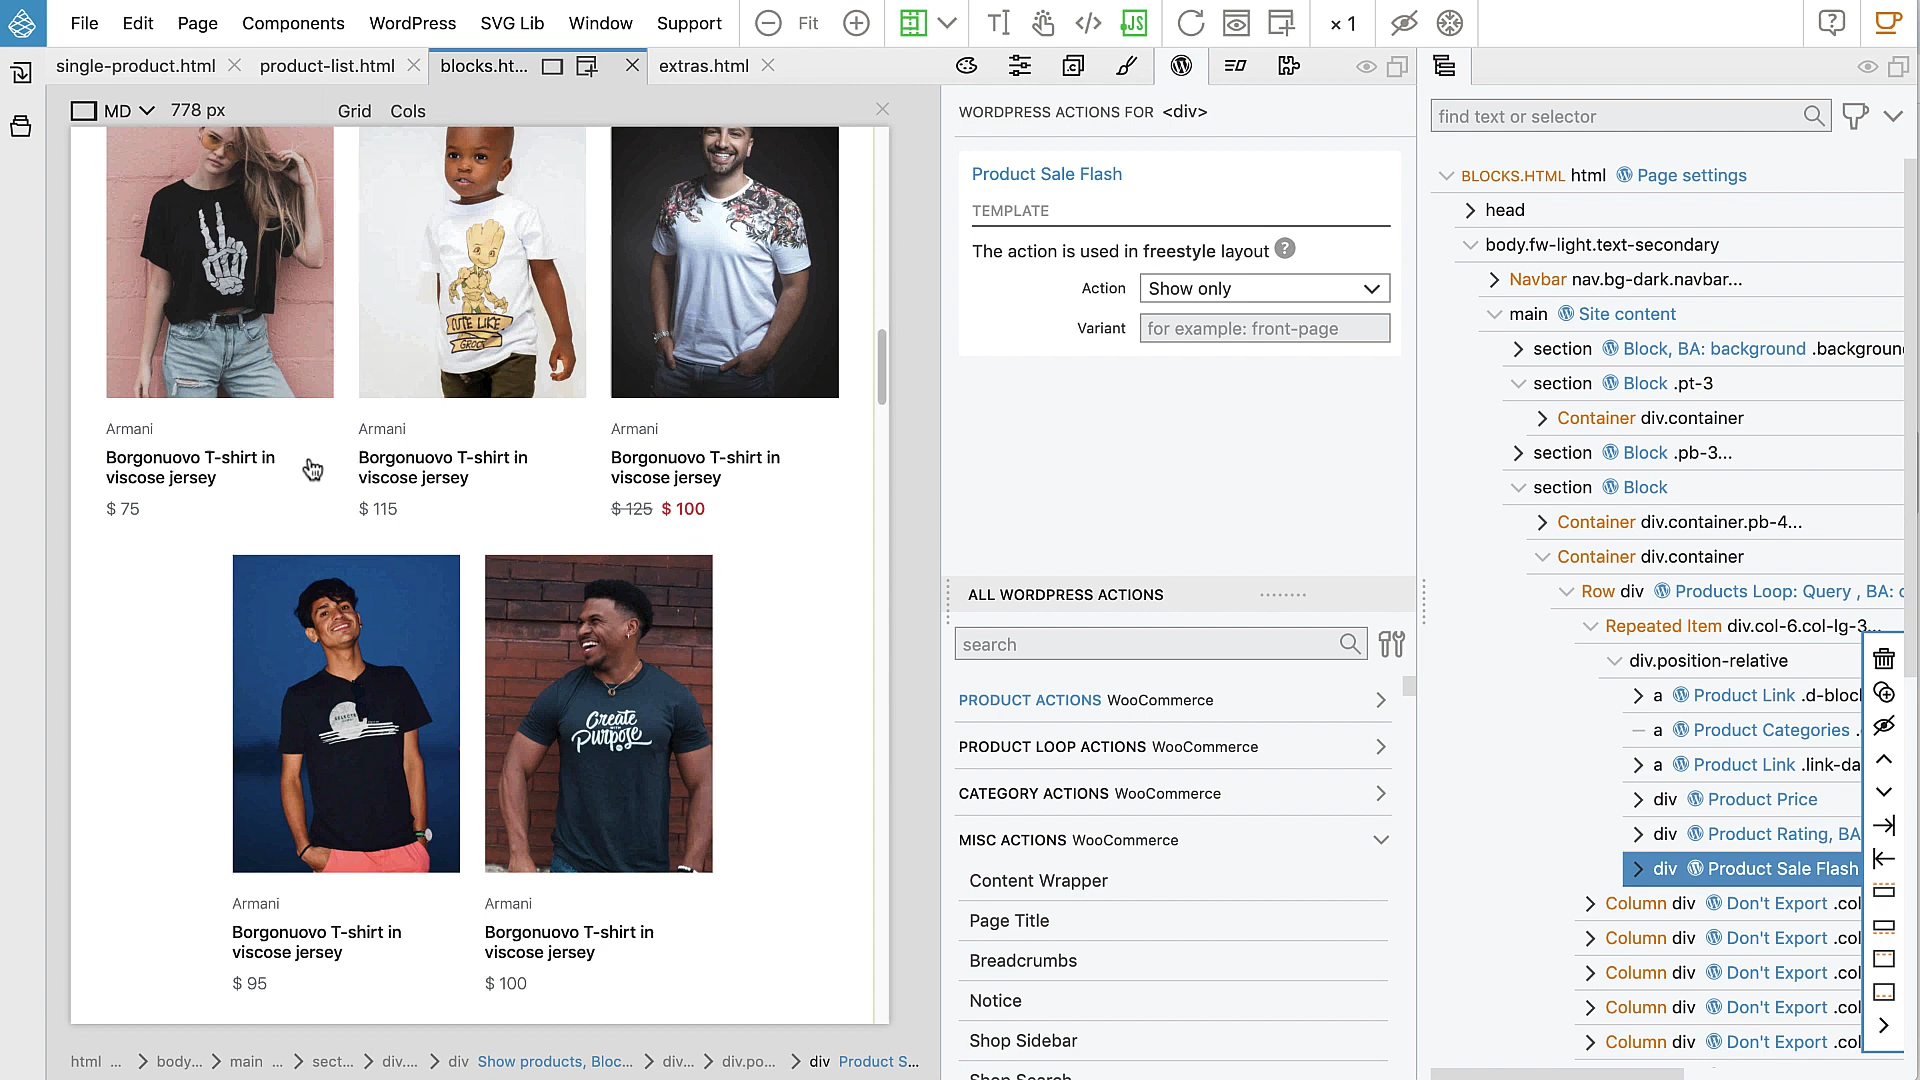 File Edit Page Components WordPress SVG Lib Window Support Fit JS × 1
single-product.html product-list.html blocks.ht... extras.html
MD 778 px Grid Cols
CUTE LIKE
GROOT
Armani Armani Armani
Borgonuovo T-shirt in Borgonuovo T-shirt in Borgonuovo T-shirt in
viscose jersey viscose jersey viscose jersey
$ 75 $ 115 $ 125 $ 100
Create
Purpose
Armani Armani
Borgonuovo T-shirt in Borgonuovo T-shirt in
viscose jersey viscose jersey
$ 95 $ 100
html ... body... main ... sect... div.... div Show products, Bloc... div... div.po... div Product S...
WORDPRESS ACTIONS FOR <div>
Product Sale Flash
TEMPLATE
The action is used in freestyle layout ?
Action Show only
Variant for example: front-page
ALL WORDPRESS ACTIONS
search
PRODUCT ACTIONS WooCommerce
PRODUCT LOOP ACTIONS WooCommerce
CATEGORY ACTIONS WooCommerce
MISC ACTIONS WooCommerce
Content Wrapper
Page Title
Breadcrumbs
Notice
Shop Sidebar
Shop Search
find text or selector
BLOCKS.HTML html Page settings
head
body.fw-light.text-secondary
Navbar nav.bg-dark.navbar...
main Site content
section Block, BA: background .backgroun
section Block .pt-3
Container div.container
section Block .pb-3...
section Block
Container div.container.pb-4...
Container div.container
Row div Products Loop: Query , BA: c
Repeated Item div.col-6.col-lg-3...
div.position-relative
a Product Link .d-bloc
a Product Categories .
a Product Link .link-da
div Product Price
div Product Rating, BA
div Product Sale Flash
Column div Don't Export .col
Column div Don't Export .col
Column div Don't Export .col
Column div Don't Export .col
Column div Don't Export .col